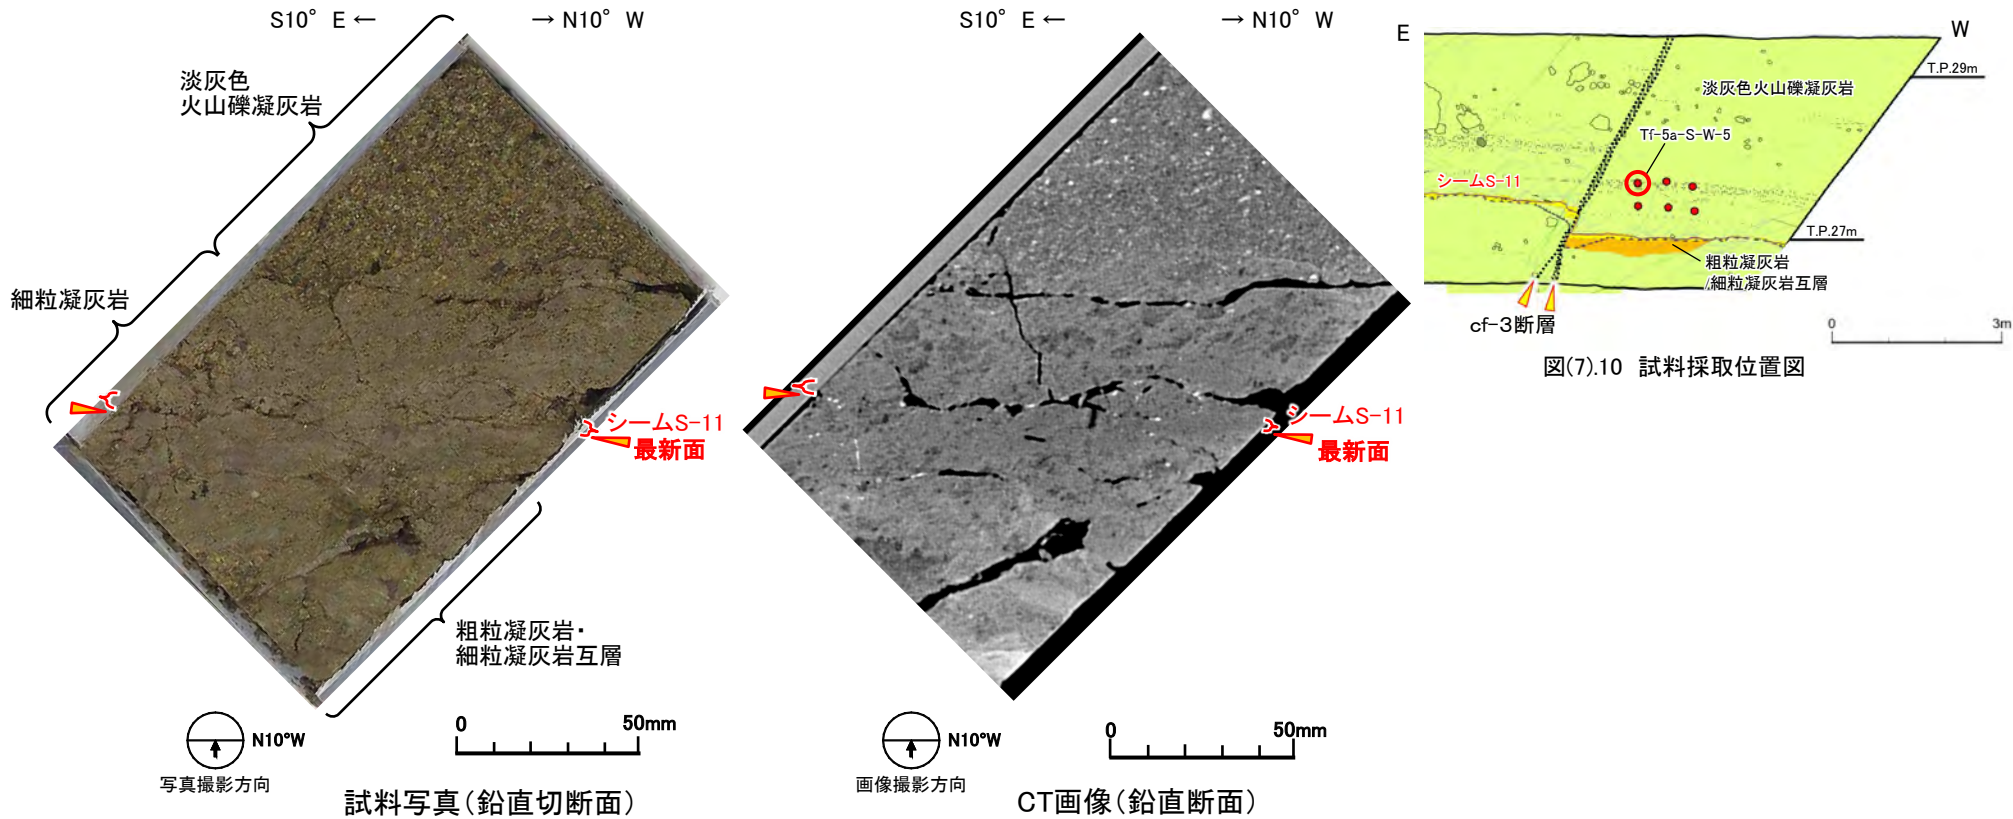 S10° E ←
→ N10° W
淡灰色
火山礫凝灰岩
細粒凝灰岩
シームS-11
最新面
粗粒凝灰岩・
細粒凝灰岩互層
N10°W
写真撮影方向
0
50mm
試料写真(鉛直切断面)
S10° E ←
→ N10° W
シームS-11
最新面
N10°W
画像撮影方向
0
50mm
CT画像(鉛直断面)
E
W
T.P.29m
淡灰色火山礫凝灰岩
Tf-5a-S-W-5
シームS-11
T.P.27m
粗粒凝灰岩
/細粒凝灰岩互層
cf-3断層
0
3m
図(7).10 試料採取位置図